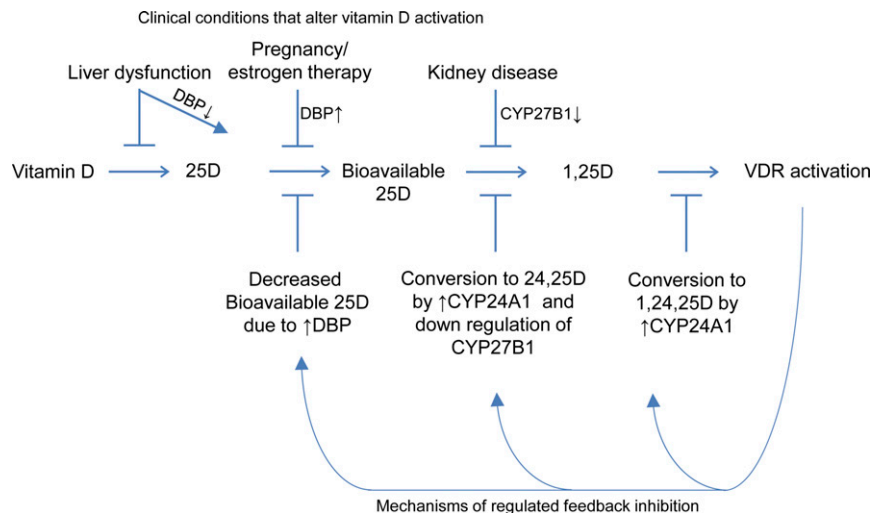 Clinical conditions that alter vitamin D activation
Pregnancy/
estrogen therapy
Liver dysfunction
Kidney disease
DBP↓
DBP↑
CYP27B1↓
Vitamin D
25D
Bioavailable
25D
1,25D
VDR activation
Decreased
Bioavailable 25D
due to ↑DBP
Conversion to 24,25D
by ↑CYP24A1 and
down regulation of
CYP27B1
Conversion to
1,24,25D by
↑CYP24A1
Mechanisms of regulated feedback inhibition